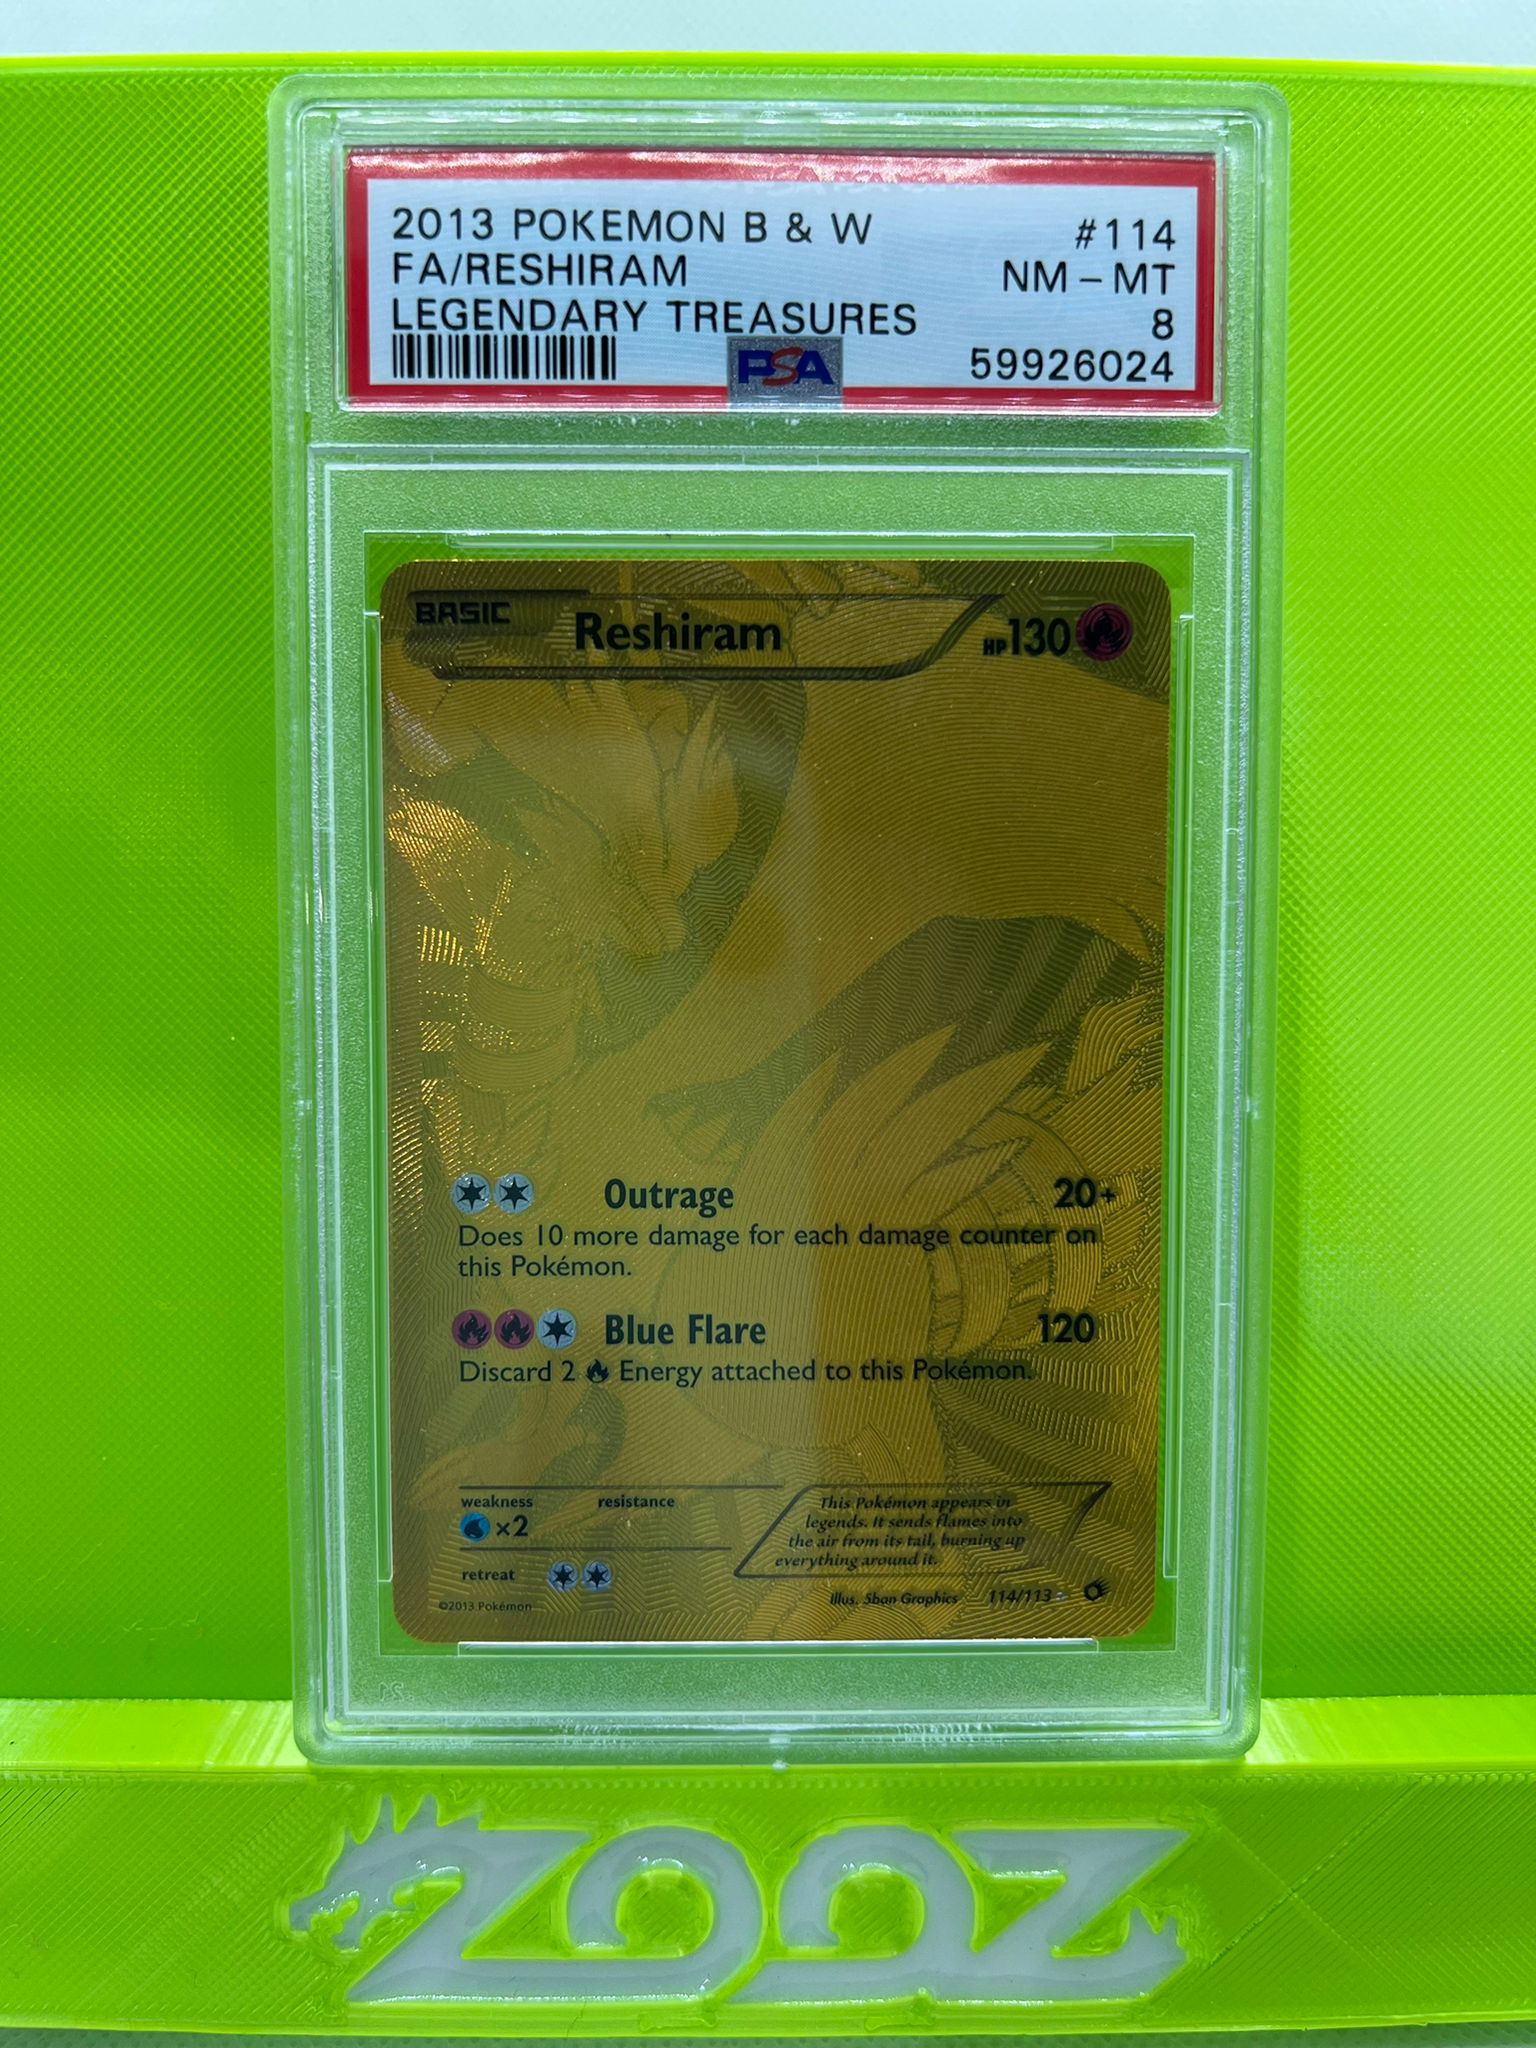 2013 POKEMON B & W #114
FA/RESHIRAM NM - MT
LEGENDARY TREASURES 8
PSA 59926024
BASIC Reshiram HP130
Outrage 20+
Does 10 more damage for each damage counter on
this Pokémon.
Blue Flare 120
Discard 2 Energy attached to this Pokémon.
weakness resistance
×2
retreat
This Pokémon appears in
legends. It sends flames into
the air from its tail, burning up
everything around it.
©2013 Pokémon
Illus. 5ban Graphics 114/113
ZOOZ